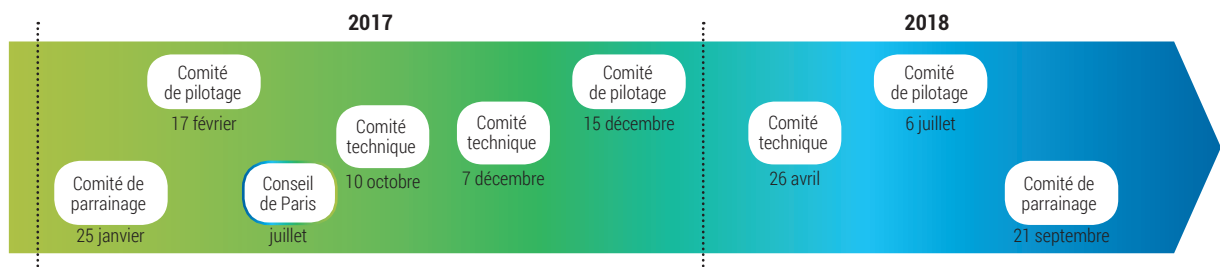 2017
2018
Comité de
parrainage
25 janvier
Comité
de pilotage
17 février
Conseil
de Paris
juillet
Comité
technique
10 octobre
Comité
technique
7 décembre
Comité
de pilotage
15 décembre
Comité
technique
26 avril
Comité
de pilotage
6 juillet
Comité de
parrainage
21 septembre